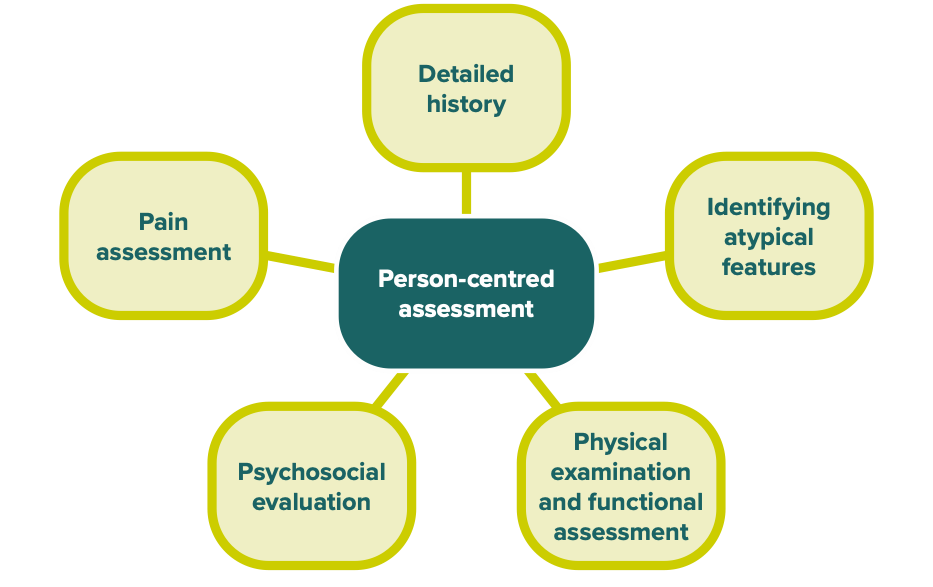 Detailed
history
Pain
assessment
Identifying
atypical
features
Person-centred
assessment
Psychosocial
evaluation
Physical
examination
and functional
assessment